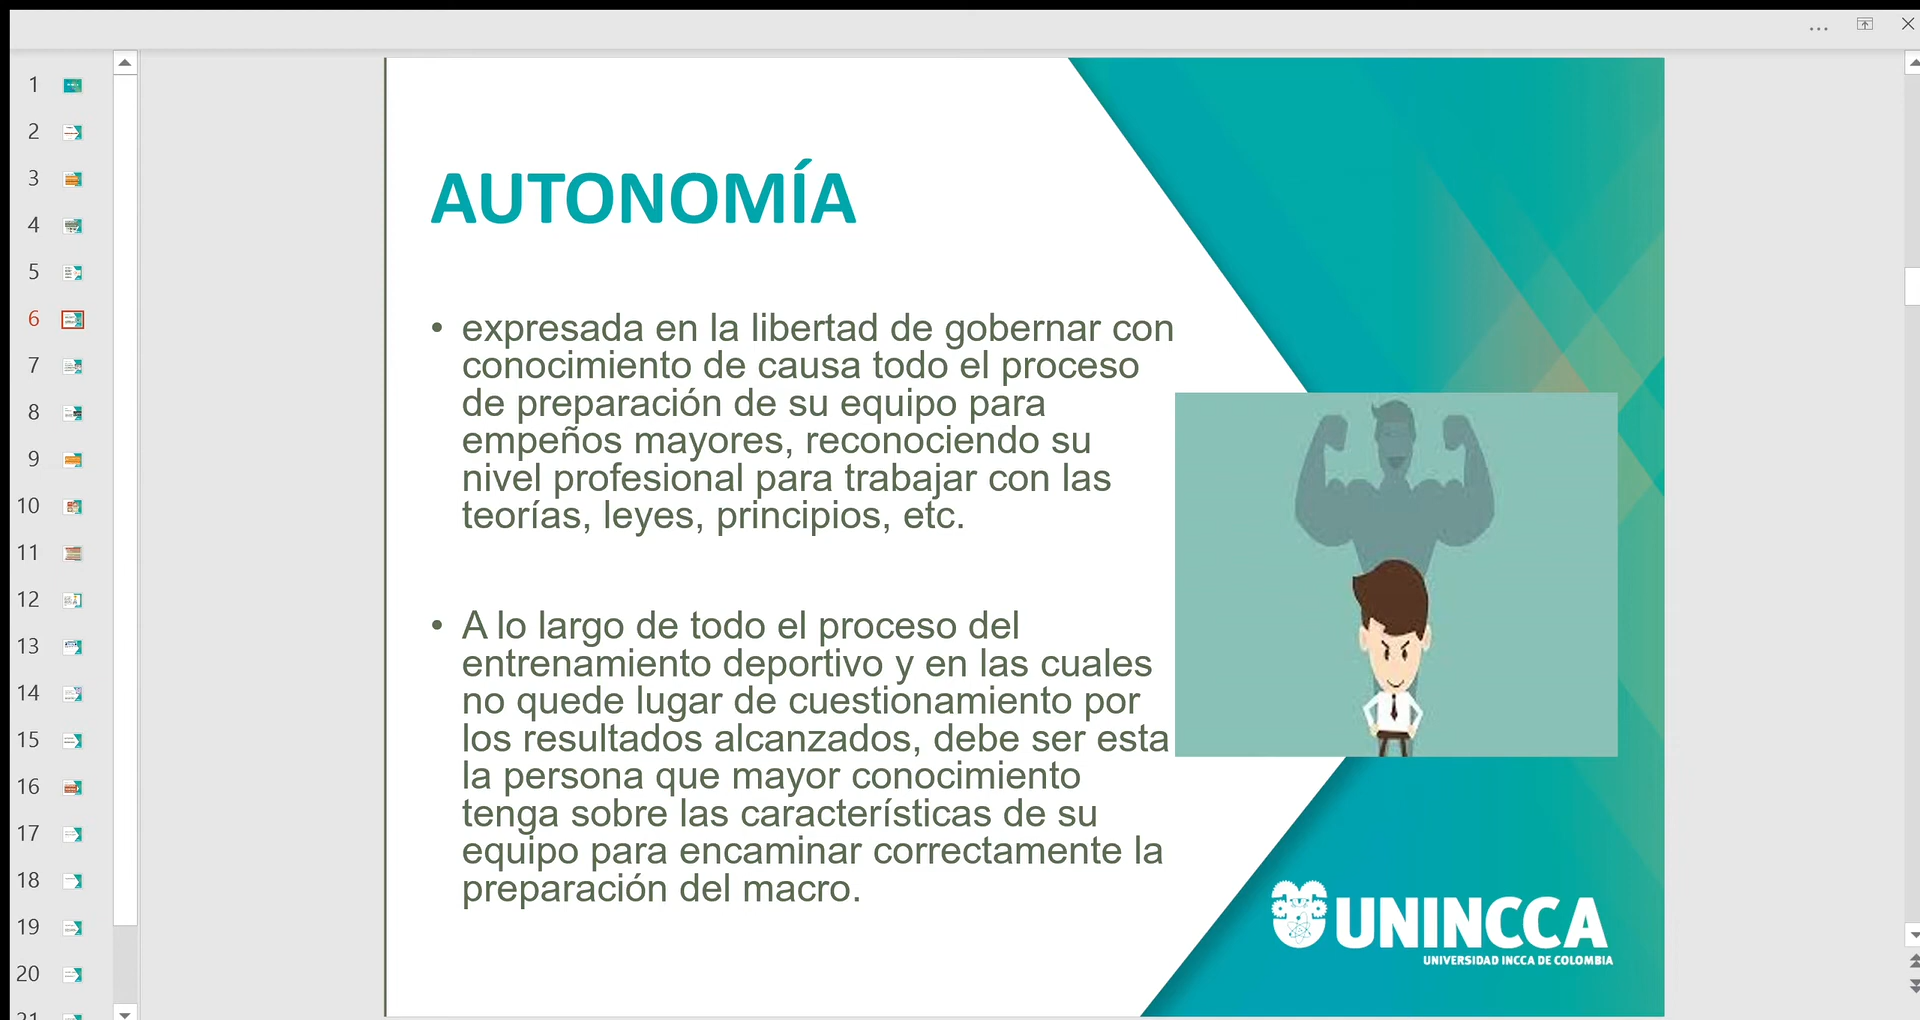 1
2
3
4
5
6
7
8
9
10
11
12
13
14
15
16
17
18
19
20
21
AUTONOMÍA
• expresada en la libertad de gobernar con
conocimiento de causa todo el proceso
de preparación de su equipo para
empeños mayores, reconociendo su
nivel profesional para trabajar con las
teorías, leyes, principios, etc.
• A lo largo de todo el proceso del
entrenamiento deportivo y en las cuales
no quede lugar de cuestionamiento por
los resultados alcanzados, debe ser esta
la persona que mayor conocimiento
tenga sobre las características de su
equipo para encaminar correctamente la
preparación del macro.
UNINCCA
UNIVERSIDAD INCCA DE COLOMBIA